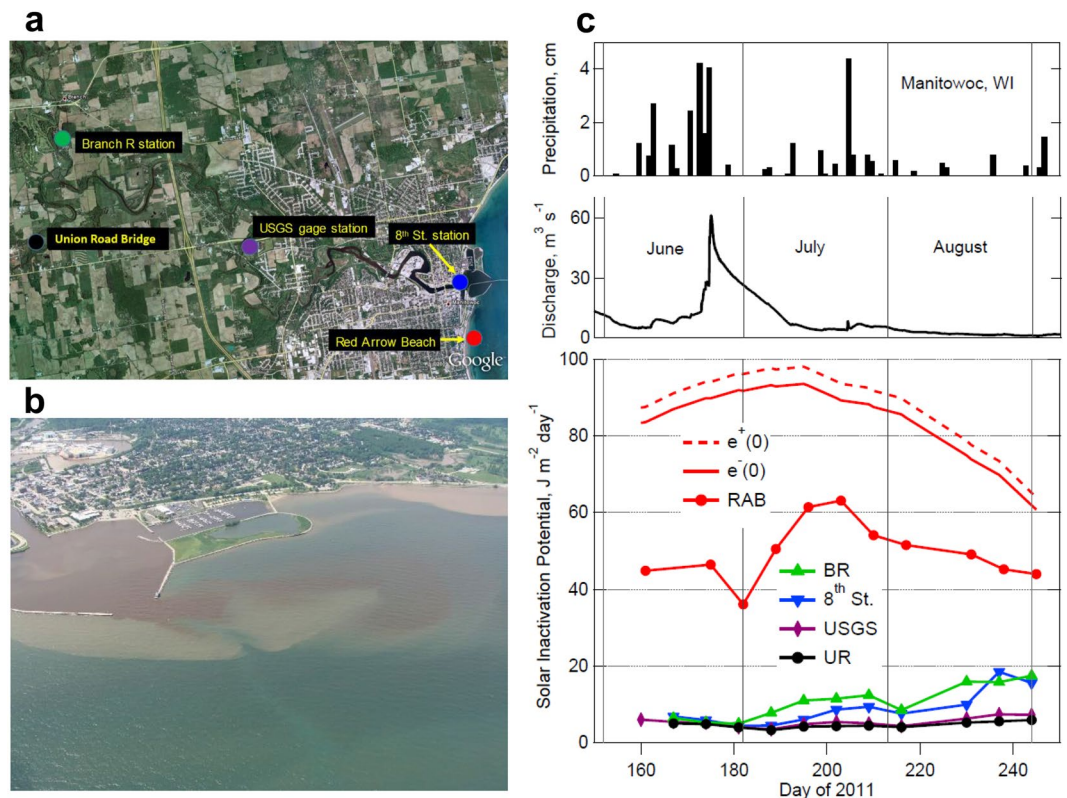 a
Branch R station
Union Road Bridge
USGS gage station
8th St. station
Red Arrow Beach
Google
b
c
Precipitation, cm
4
2
0
Manitowoc, WI
Discharge, m3 s-1
60
30
0
June
July
August
Solar Inactivation Potential, J m-2 day-1
100
80
60
40
20
0
e+(0)
e-(0)
RAB
BR
8th St.
USGS
UR
160
180
200
220
240
Day of 2011